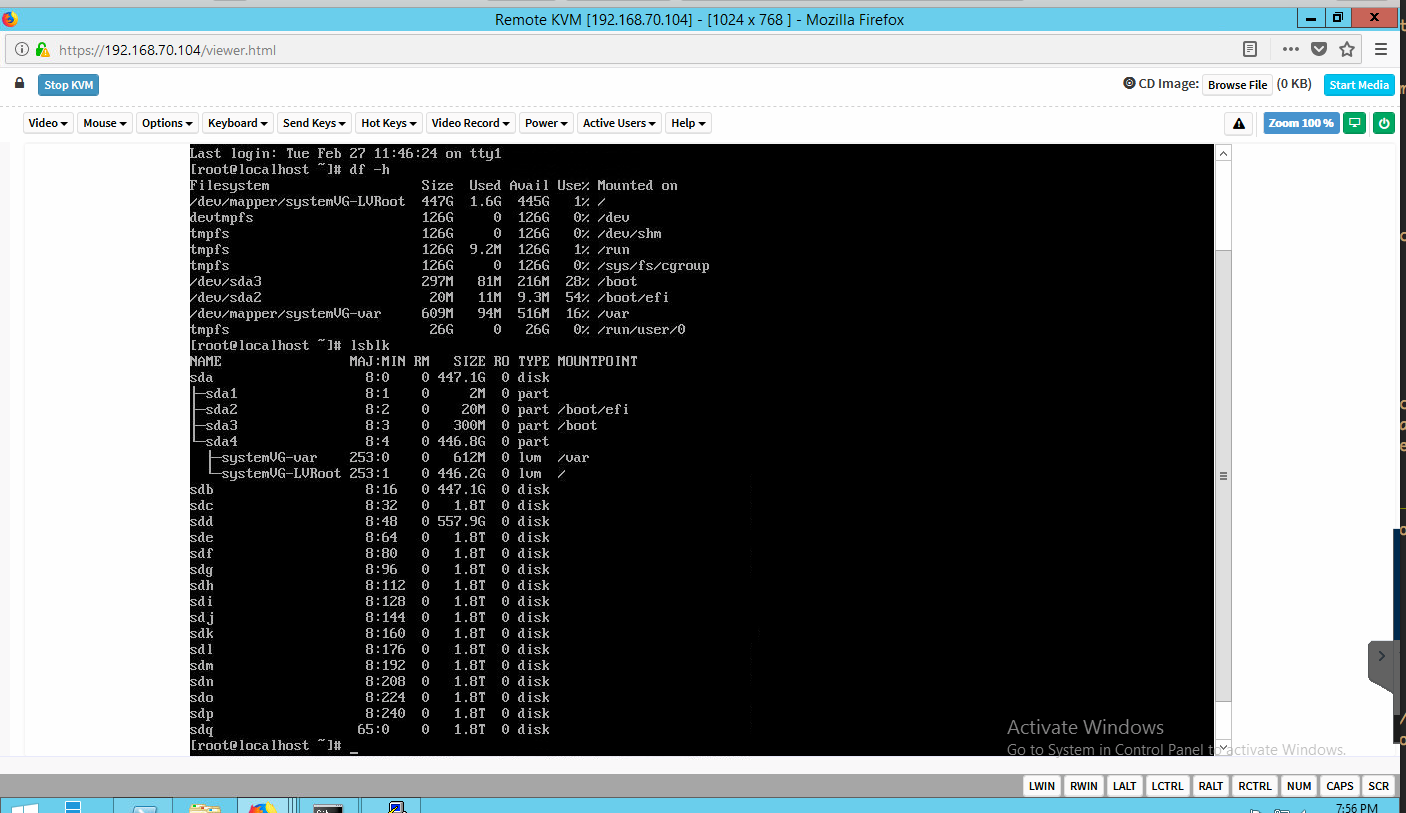 Remote KVM [192.168.70.104] - [1024 x 768 ] - Mozilla Firefox
https://192.168.70.104/viewer.html
Stop KVM
CD Image: Browse File (0 KB) Start Media
Video Mouse Options Keyboard Send Keys Hot Keys Video Record Power Active Users Help
Zoom 100 %
Last login: Tue Feb 27 11:46:24 on tty1
[root@localhost ~]# df -h
Filesystem Size Used Avail Use% Mounted on
/dev/mapper/systemVG-LVRoot 447G 1.6G 445G 1% /
devtmpfs 126G 0 126G 0% /dev
tmpfs 126G 0 126G 0% /dev/shm
tmpfs 126G 9.2M 126G 1% /run
tmpfs 126G 0 126G 0% /sys/fs/cgroup
/dev/sda3 297M 81M 216M 28% /boot
/dev/sda2 20M 11M 9.3M 54% /boot/efi
/dev/mapper/systemVG-var 609M 94M 516M 16% /var
tmpfs 26G 0 26G 0% /run/user/0
[root@localhost ~]# lsblk
NAME MAJ:MIN RM SIZE RO TYPE MOUNTPOINT
sda 8:0 0 447.1G 0 disk
├─sda1 8:1 0 2M 0 part
├─sda2 8:2 0 20M 0 part /boot/efi
├─sda3 8:3 0 300M 0 part /boot
└─sda4 8:4 0 446.8G 0 part
├─systemVG-var 253:0 0 612M 0 lvm /var
└─systemVG-LVRoot 253:1 0 446.2G 0 lvm /
sdb 8:16 0 447.1G 0 disk
sdc 8:32 0 1.8T 0 disk
sdd 8:48 0 557.9G 0 disk
sde 8:64 0 1.8T 0 disk
sdf 8:80 0 1.8T 0 disk
sdg 8:96 0 1.8T 0 disk
sdh 8:112 0 1.8T 0 disk
sdi 8:128 0 1.8T 0 disk
sdj 8:144 0 1.8T 0 disk
sdk 8:160 0 1.8T 0 disk
sdl 8:176 0 1.8T 0 disk
sdm 8:192 0 1.8T 0 disk
sdn 8:208 0 1.8T 0 disk
sdo 8:224 0 1.8T 0 disk
sdp 8:240 0 1.8T 0 disk
sdq 65:0 0 1.8T 0 disk
[root@localhost ~]# _
Activate Windows
Go to System in Control Panel to activate Windows.
LWIN RWIN LALT LCTRL RALT RCTRL NUM CAPS SCR
7:56 PM